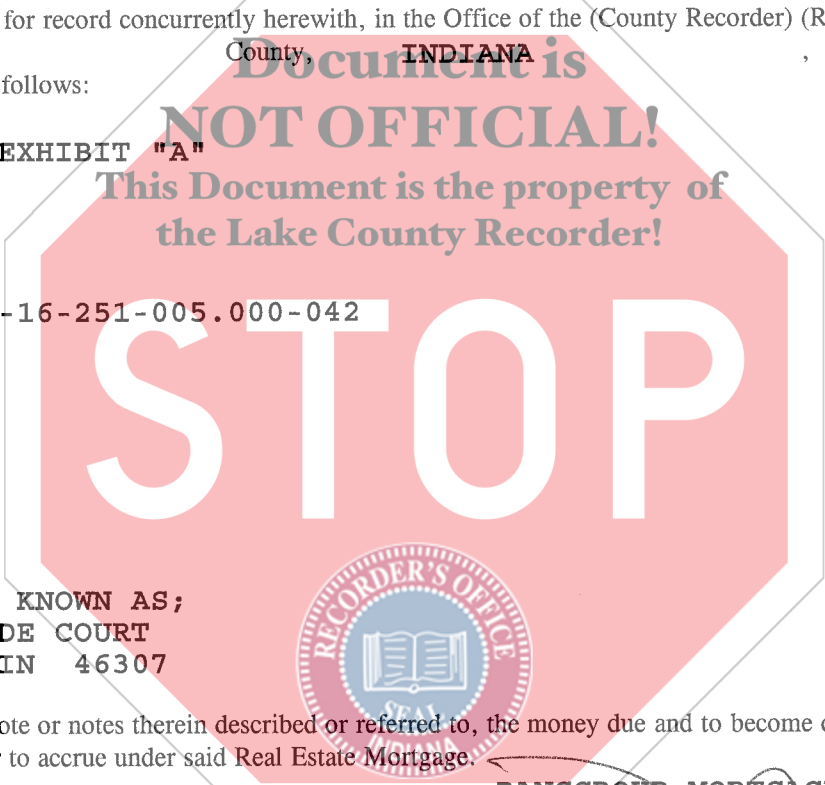 for record concurrently herewith, in the Office of the (County Recorder) (R
County, INDIANA ,
Document is
follows:
NOT OFFICIAL!
EXHIBIT "A"
This Document is the property of
the Lake County Recorder!
-16-251-005.000-042
STOP
RECORDER'S OFFICE
SEAL
INDIANA
KNOWN AS;
DE COURT
IN 46307
ote or notes therein described or referred to, the money due and to become
to accrue under said Real Estate Mortgage.